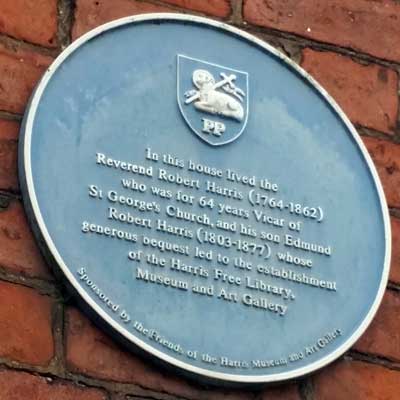 PP
In this house lived the
Reverend Robert Harris (1764-1862)
who was for 64 years Vicar of
St George's Church, and his son Edmund
Robert Harris (1803-1877) whose
generous bequest led to the establishment
of the Harris Free Library,
Museum and Art Gallery
Sponsored by the Friends of the Harris Museum and Art Gallery